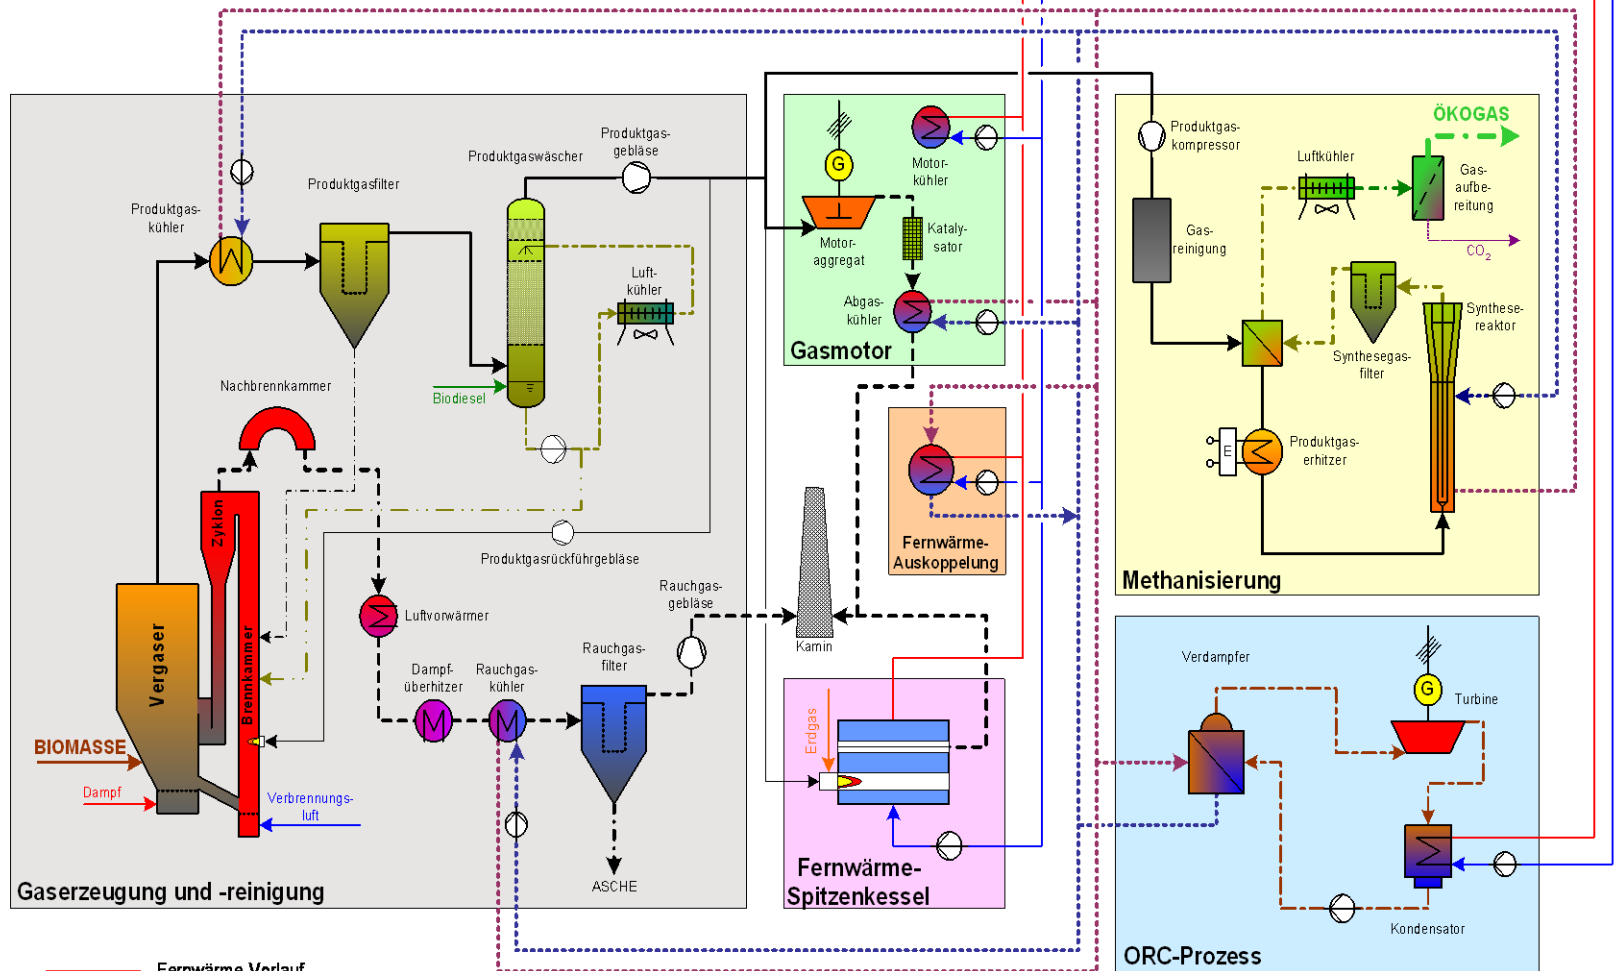 Produktgas-
kühler
Produktgasfilter
Produktgaswäscher
Produktgas-
gebläse
Luft-
kühler
Biodiesel
Nachbrennkammer
Zyklon
Vergaser
Brennkammer
BIOMASSE
Dampf
Verbrennungs-
luft
Produktgasrückführgebläse
Luftvorwärmer
Dampf-
überhitzer
Rauchgas-
kühler
Rauchgas-
filter
Rauchgas-
gebläse
ASCHE
Gaserzeugung und -reinigung
Kamin
G
Motor-
aggregat
Motor-
kühler
Kataly-
sator
Abgas-
kühler
Gasmotor
Fernwärme-
Auskoppelung
Erdgas
Fernwärme-
Spitzenkessel
Produktgas-
kompressor
Gas-
reinigung
Luftkühler
ÖKOGAS
Gas-
aufbe-
reitung
CO2
Synthesegas-
filter
Synthese-
reaktor
E
Produktgas-
erhitzer
Methanisierung
Verdampfer
G
Turbine
Kondensator
ORC-Prozess
Fernwärme Vorlauf